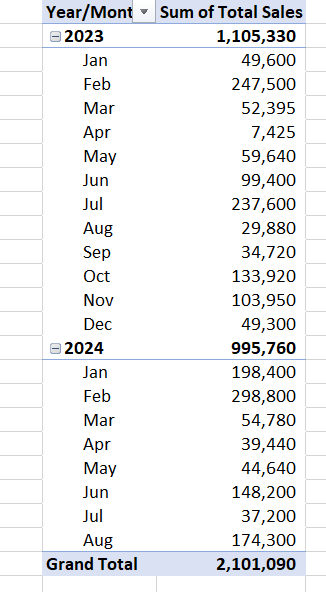 Year/Mont Sum of Total Sales
2023 1,105,330
Jan 49,600
Feb 247,500
Mar 52,395
Apr 7,425
May 59,640
Jun 99,400
Jul 237,600
Aug 29,880
Sep 34,720
Oct 133,920
Nov 103,950
Dec 49,300
2024 995,760
Jan 198,400
Feb 298,800
Mar 54,780
Apr 39,440
May 44,640
Jun 148,200
Jul 37,200
Aug 174,300
Grand Total 2,101,090